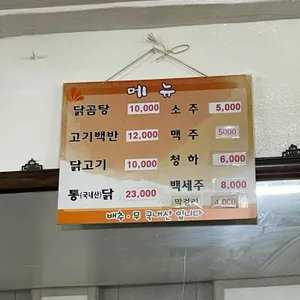 메뉴
닭곰탕 10,000 소주 5,000
고기백반 12,000 맥주 5000
닭고기 10,000 청하 6,000
통(국내산)닭 23,000 백세주 8,000
막걸리 4,000
배추·무 국내산 입니다